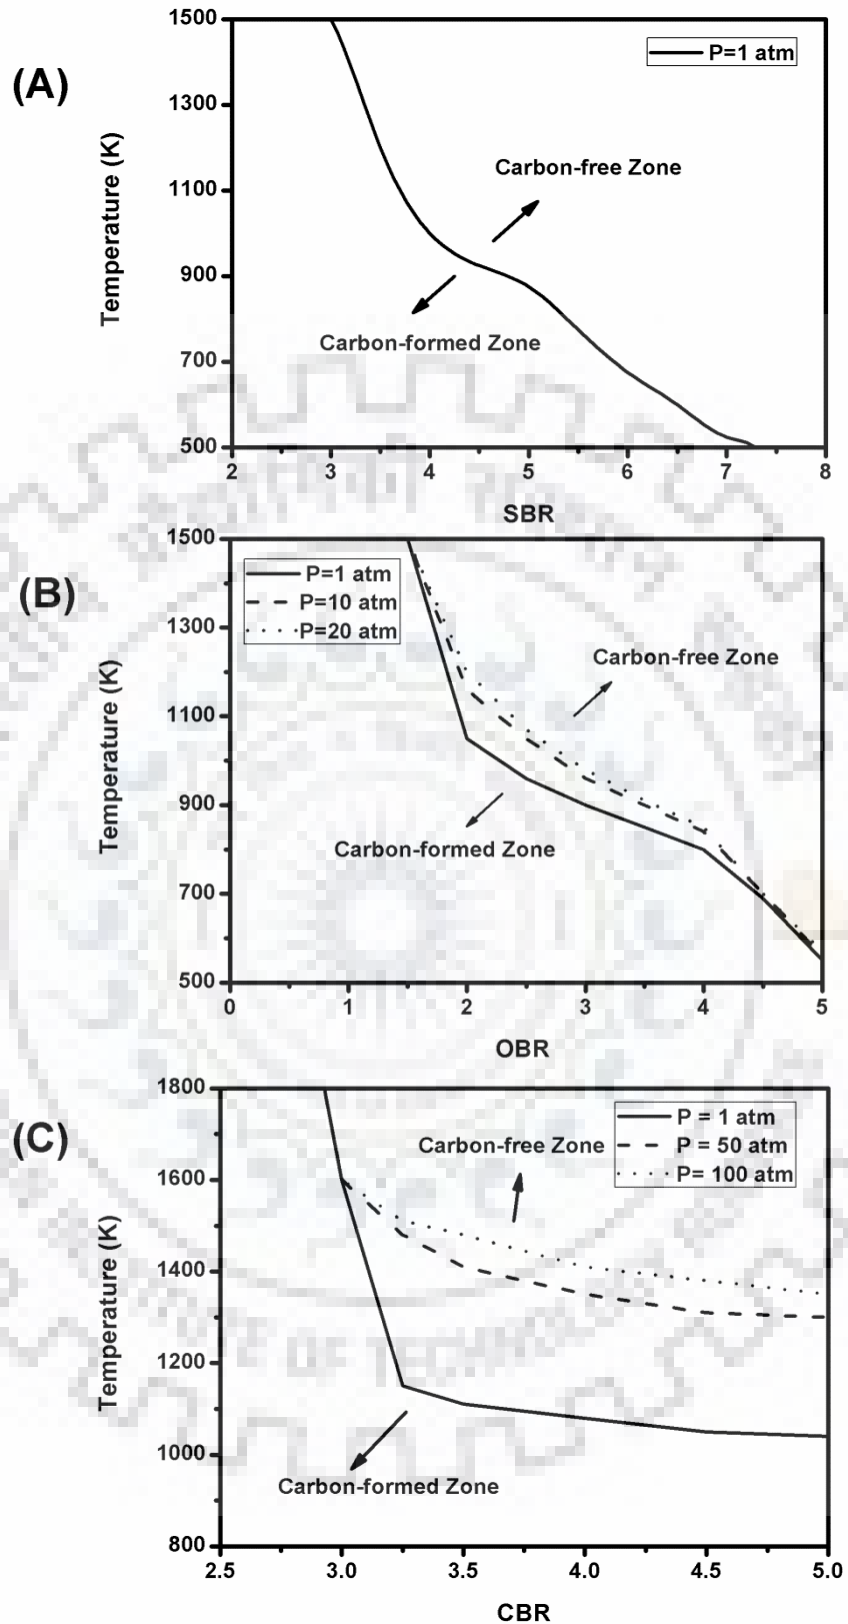 (A)
1500
1300
1100
900
700
500
Temperature (K)
P=1 atm
Carbon-free Zone
Carbon-formed Zone
2 3 4 5 6 7 8
SBR
(B)
1500
1300
1100
900
700
500
Temperature (K)
P=1 atm
P=10 atm
P=20 atm
Carbon-free Zone
Carbon-formed Zone
0 1 2 3 4 5
OBR
(C)
1800
1600
1400
1200
1000
800
Temperature (K)
P = 1 atm
P = 50 atm
P= 100 atm
Carbon-free Zone
Carbon-formed Zone
2.5 3.0 3.5 4.0 4.5 5.0
CBR